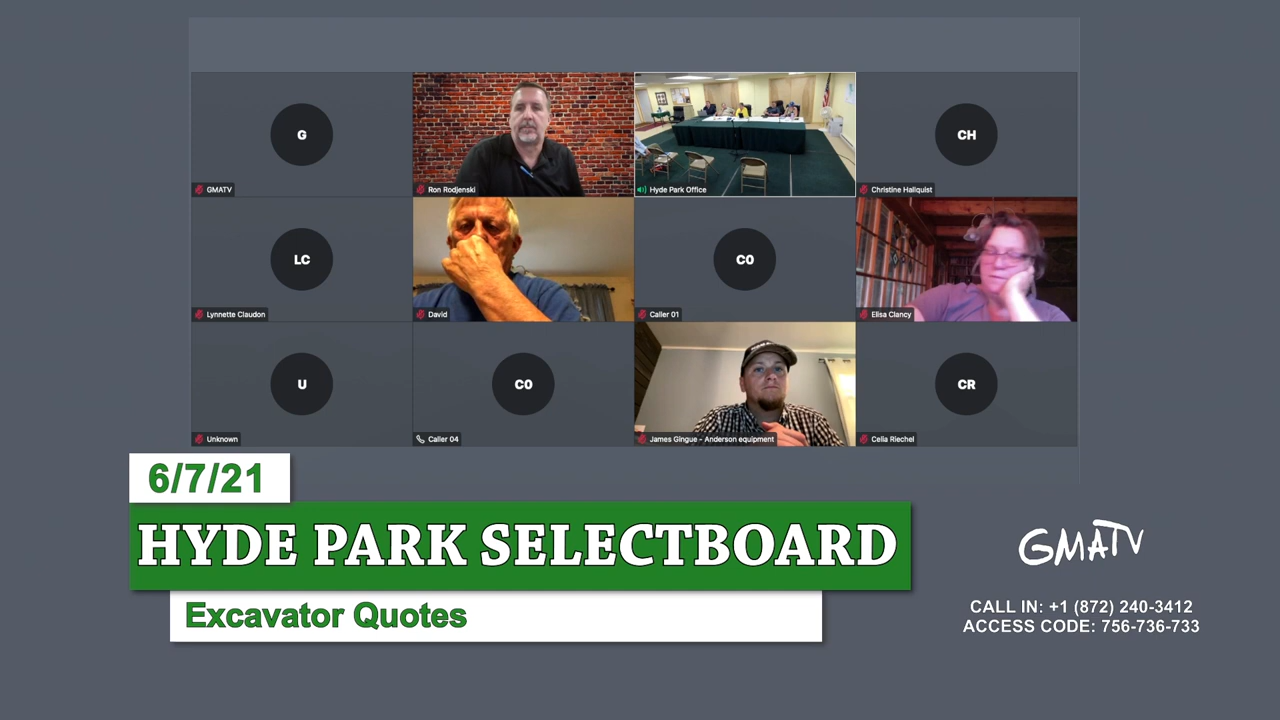 G
GMATV
Ron Rodjenski
Hyde Park Office
CH
Christine Hallquist
LC
Lynnette Claudon
David
C0
Caller 01
Elisa Clancy
U
Unknown
C0
Caller 04
James Gingue - Anderson equipment
CR
Celia Riechel
6/7/21
HYDE PARK SELECTBOARD
Excavator Quotes
GMATV
CALL IN: +1 (872) 240-3412
ACCESS CODE: 756-736-733